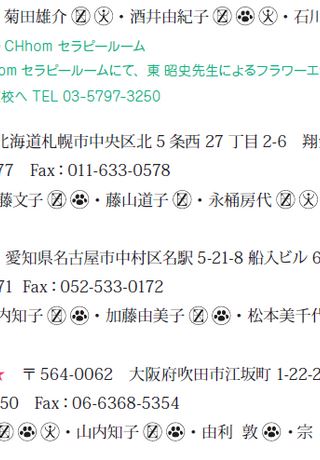 菊田雄介 ・酒井由紀子 ・石川
CHhom セラピールーム
om セラピールームにて、東 昭史先生によるフラワーエ
校へ TEL 03-5797-3250
北海道札幌市中央区北 5 条西 27 丁目 2-6 翔
77 Fax：011-633-0578
藤文子 ・藤山道子 ・永桶房代
愛知県名古屋市中村区名駅 5-21-8 船入ビル 6
71 Fax：052-533-0172
内知子 ・加藤由美子 ・松本美千代
★ 〒564-0062 大阪府吹田市江坂町 1-22-2
50 Fax：06-6368-5354
・山内知子 ・由利 敦 ・宗